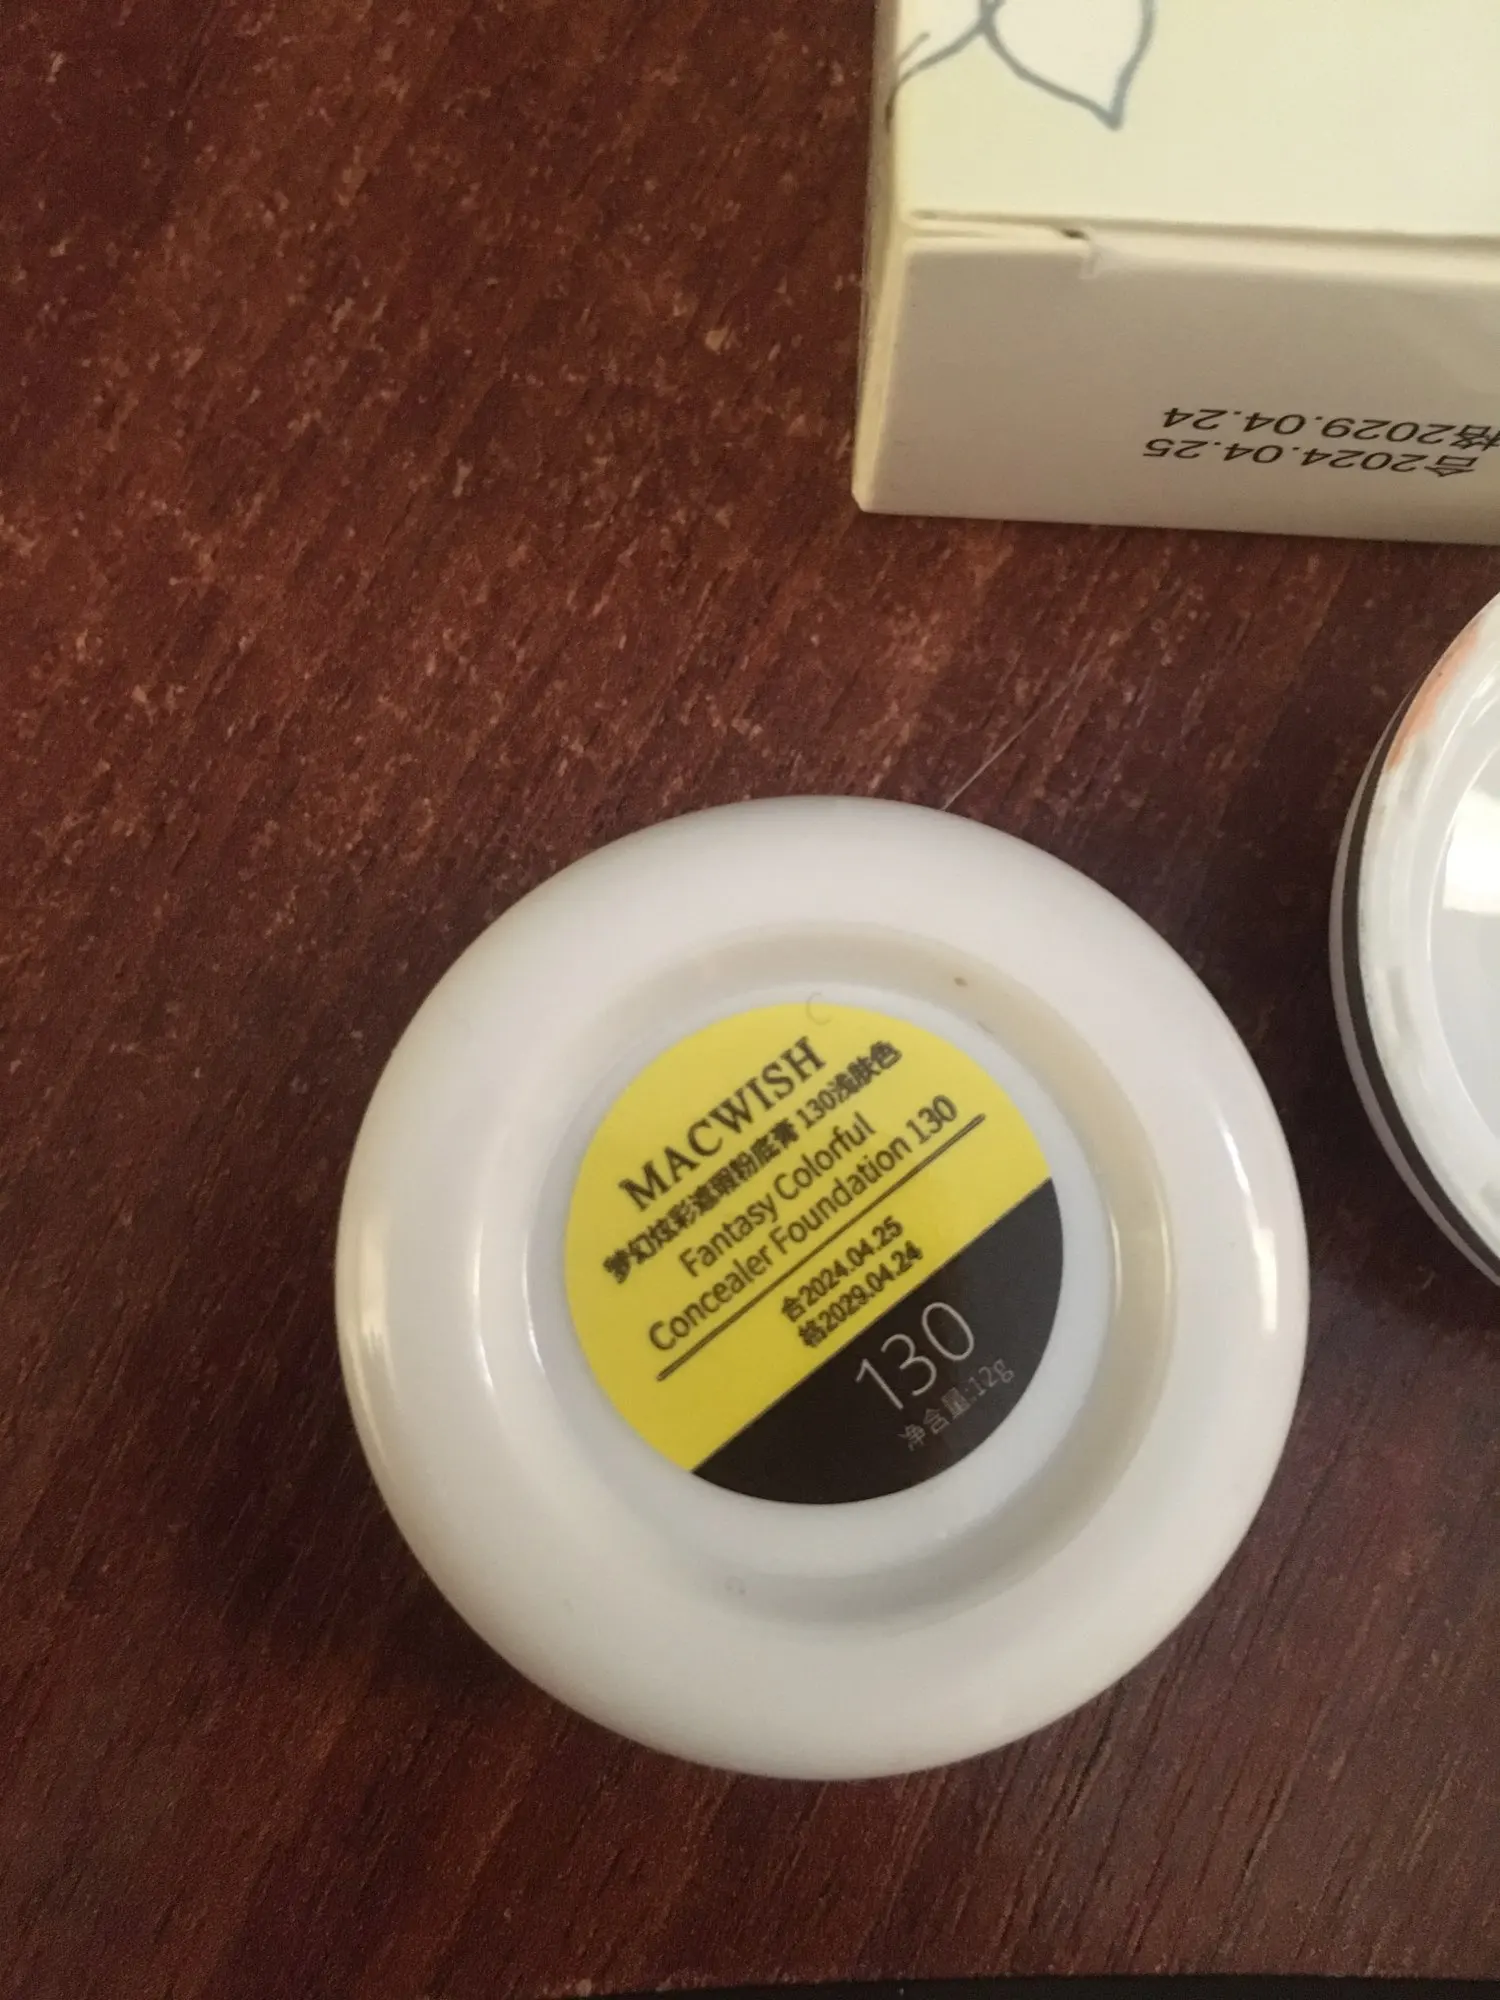 合2024.04.25
格2029.04.24
MACWISH
梦幻炫彩遮瑕粉底膏 130浅肤色
Fantasy Colorful
Concealer Foundation 130
合2024.04.25
格2029.04.24
130
净含量:12g